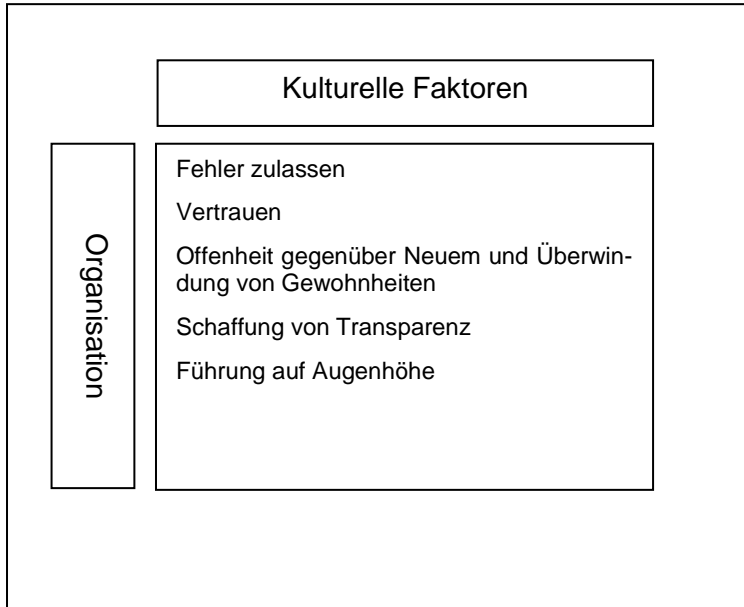 Kulturelle Faktoren
Organisation
Fehler zulassen
Vertrauen
Offenheit gegenüber Neuem und Überwin-
dung von Gewohnheiten
Schaffung von Transparenz
Führung auf Augenhöhe